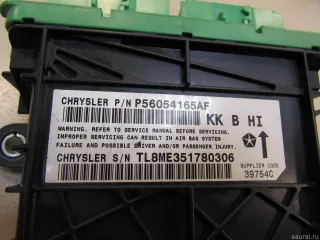 CHRYSLER P/N P56054165AF
KK B HI
WARNING: REFER TO SERVICE MANUAL BEFORE SERVICING.
IMPROPER SERVICING CAN RESULT IN AIR BAG SYSTEM
FAILURE AND POSSIBLE DRIVER AND/OR PASSENGER INJURY.
CHRYSLER S/N TL8ME351780306
SUPPLIER CODE
39754C
eaural.ru